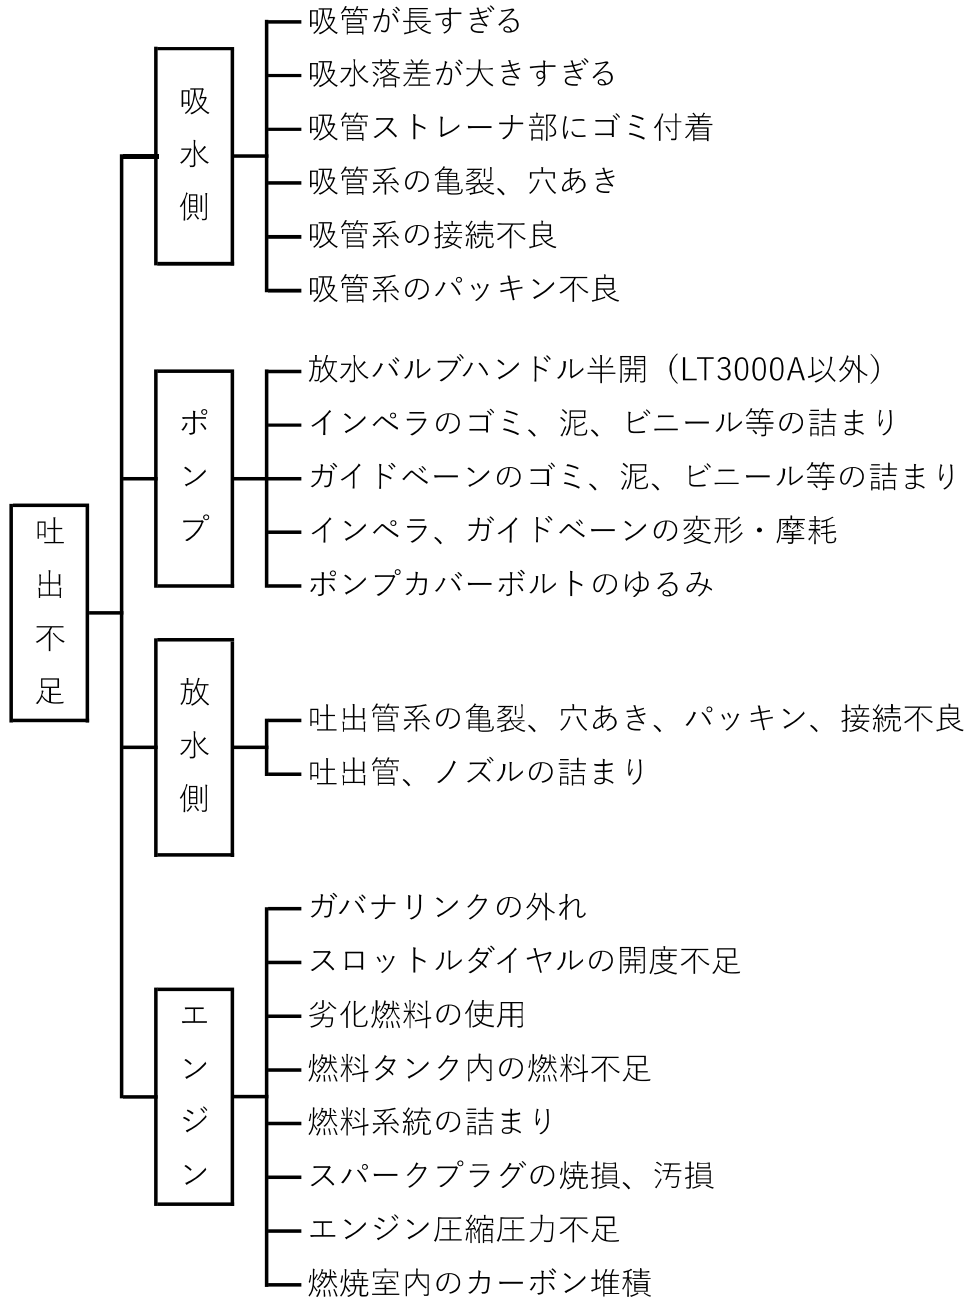 吐出不足
吸水側
吸管が長すぎる
吸水落差が大きすぎる
吸管ストレーナ部にゴミ付着
吸管系の亀裂、穴あき
吸管系の接続不良
吸管系のパッキン不良
ポンプ
放水バルブハンドル半開（LT3000A以外）
インペラのゴミ、泥、ビニール等の詰まり
ガイドベーンのゴミ、泥、ビニール等の詰まり
インペラ、ガイドベーンの変形・摩耗
ポンプカバーボルトのゆるみ
放水側
吐出管系の亀裂、穴あき、パッキン、接続不良
吐出管、ノズルの詰まり
エンジン
ガバナリンクの外れ
スロットルダイヤルの開度不足
劣化燃料の使用
燃料タンク内の燃料不足
燃料系統の詰まり
スパークプラグの焼損、汚損
エンジン圧縮圧力不足
燃焼室内のカーボン堆積